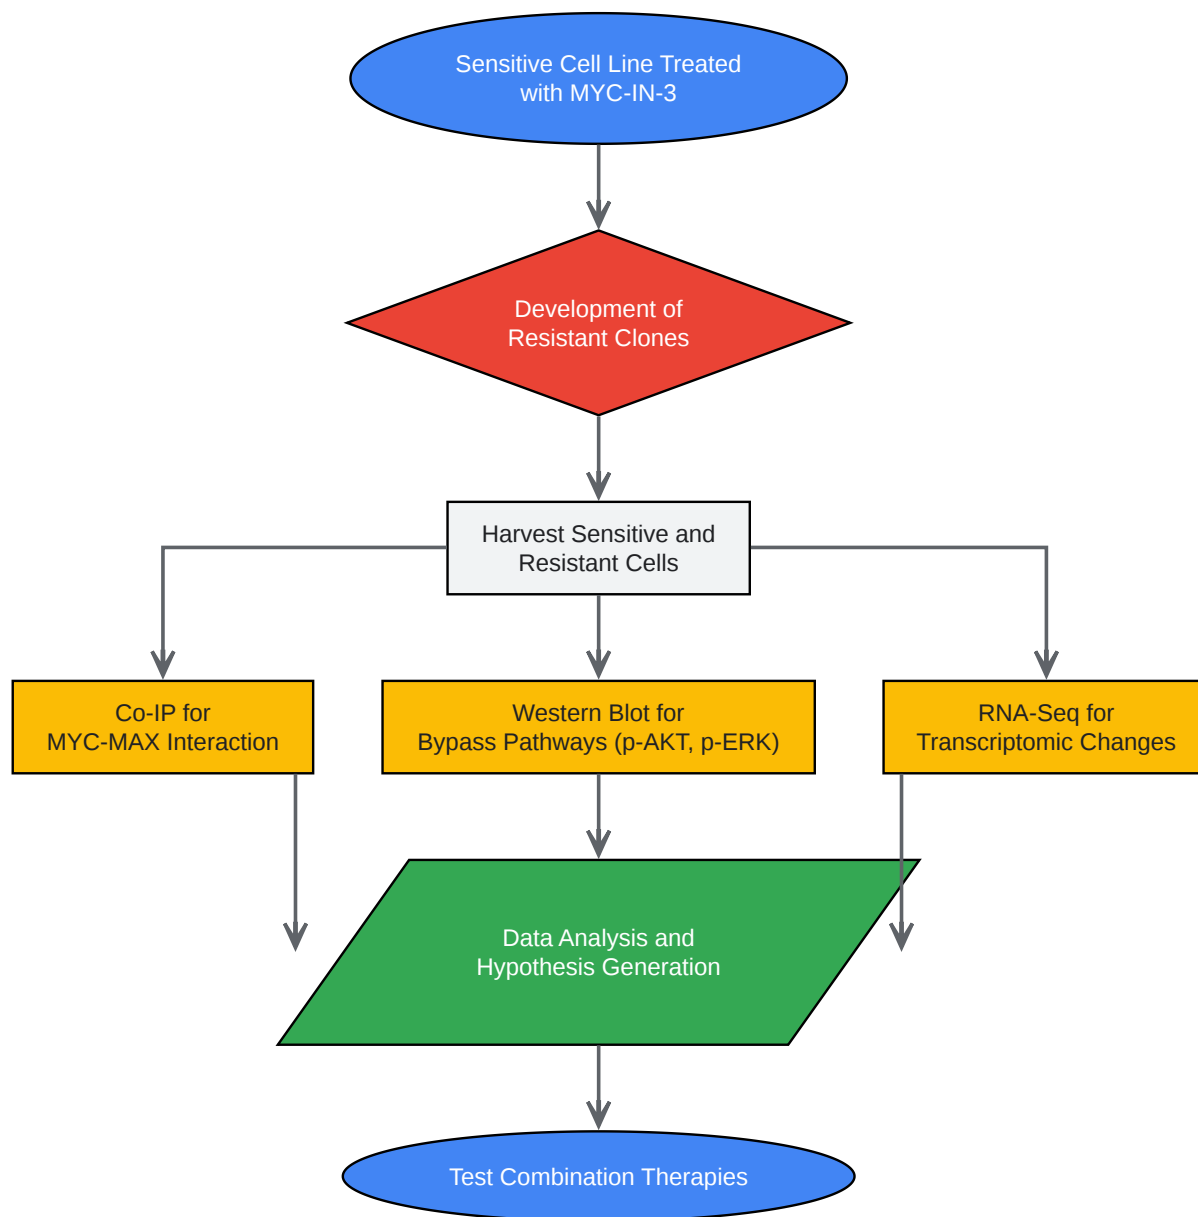 Sensitive Cell Line Treated
with MYC-IN-3
Development of
Resistant Clones
Harvest Sensitive and
Resistant Cells
Co-IP for
MYC-MAX Interaction
Western Blot for
Bypass Pathways (p-AKT, p-ERK)
RNA-Seq for
Transcriptomic Changes
Data Analysis and
Hypothesis Generation
Test Combination Therapies